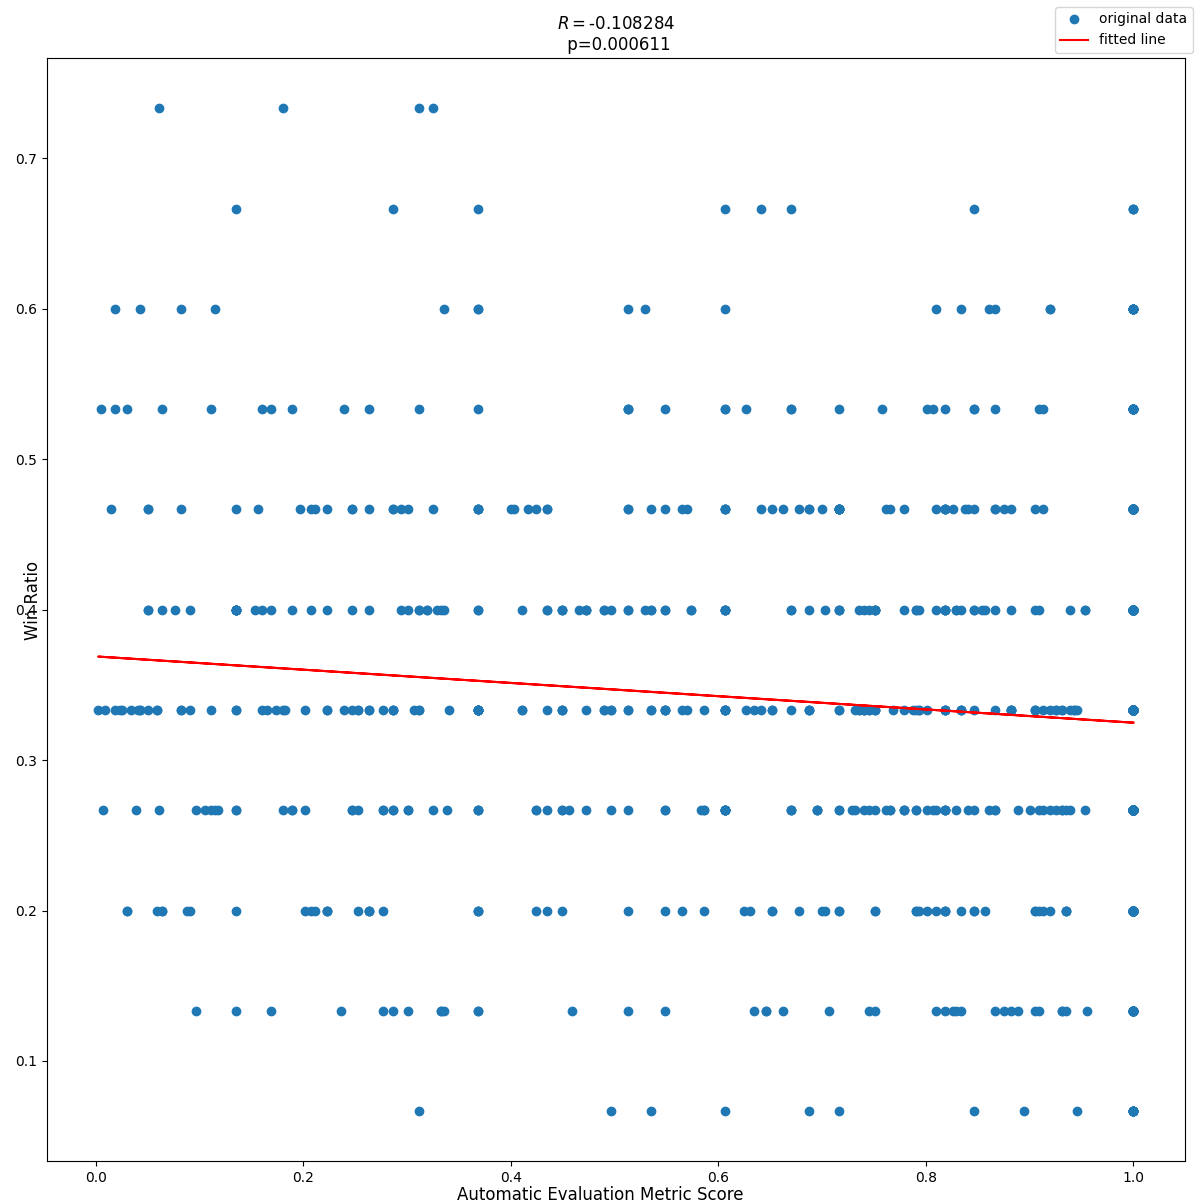 R = -0.108284
p=0.000611
original data
fitted line
0.7
0.6
0.5
0.4
0.3
0.2
0.1
Win Ratio
0.0
0.2
0.4
0.6
0.8
1.0
Automatic Evaluation Metric Score